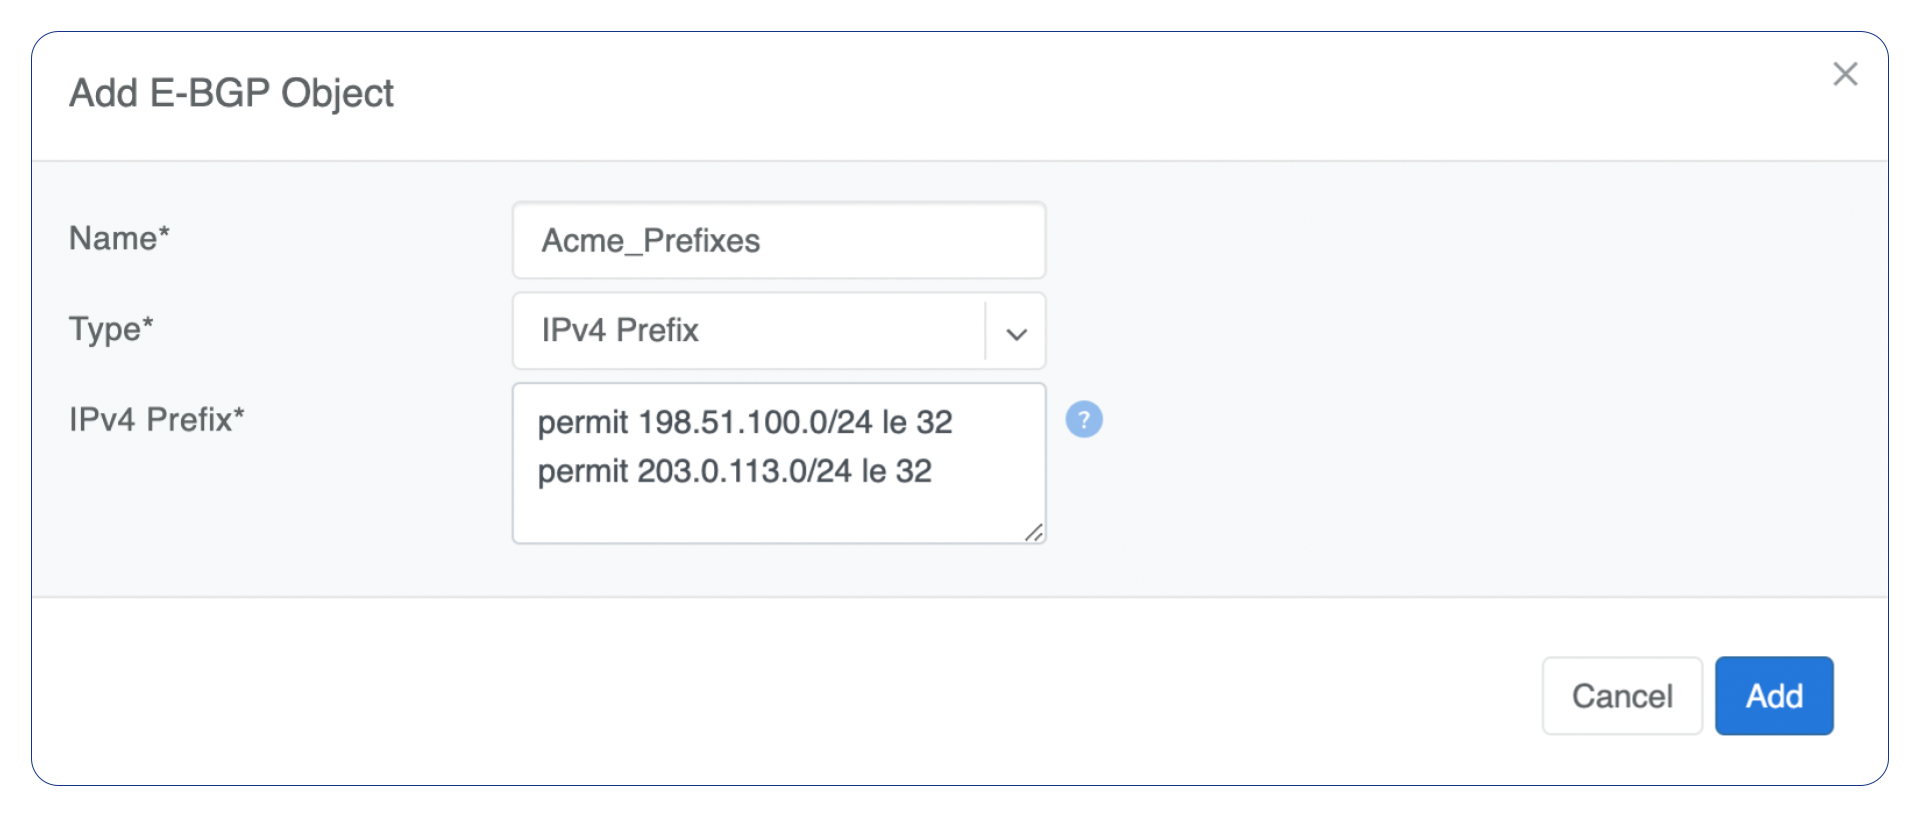 Add E-BGP Object
Name*
Acme_Prefixes
Type*
IPv4 Prefix
IPv4 Prefix*
permit 198.51.100.0/24 le 32
permit 203.0.113.0/24 le 32
?
Cancel
Add